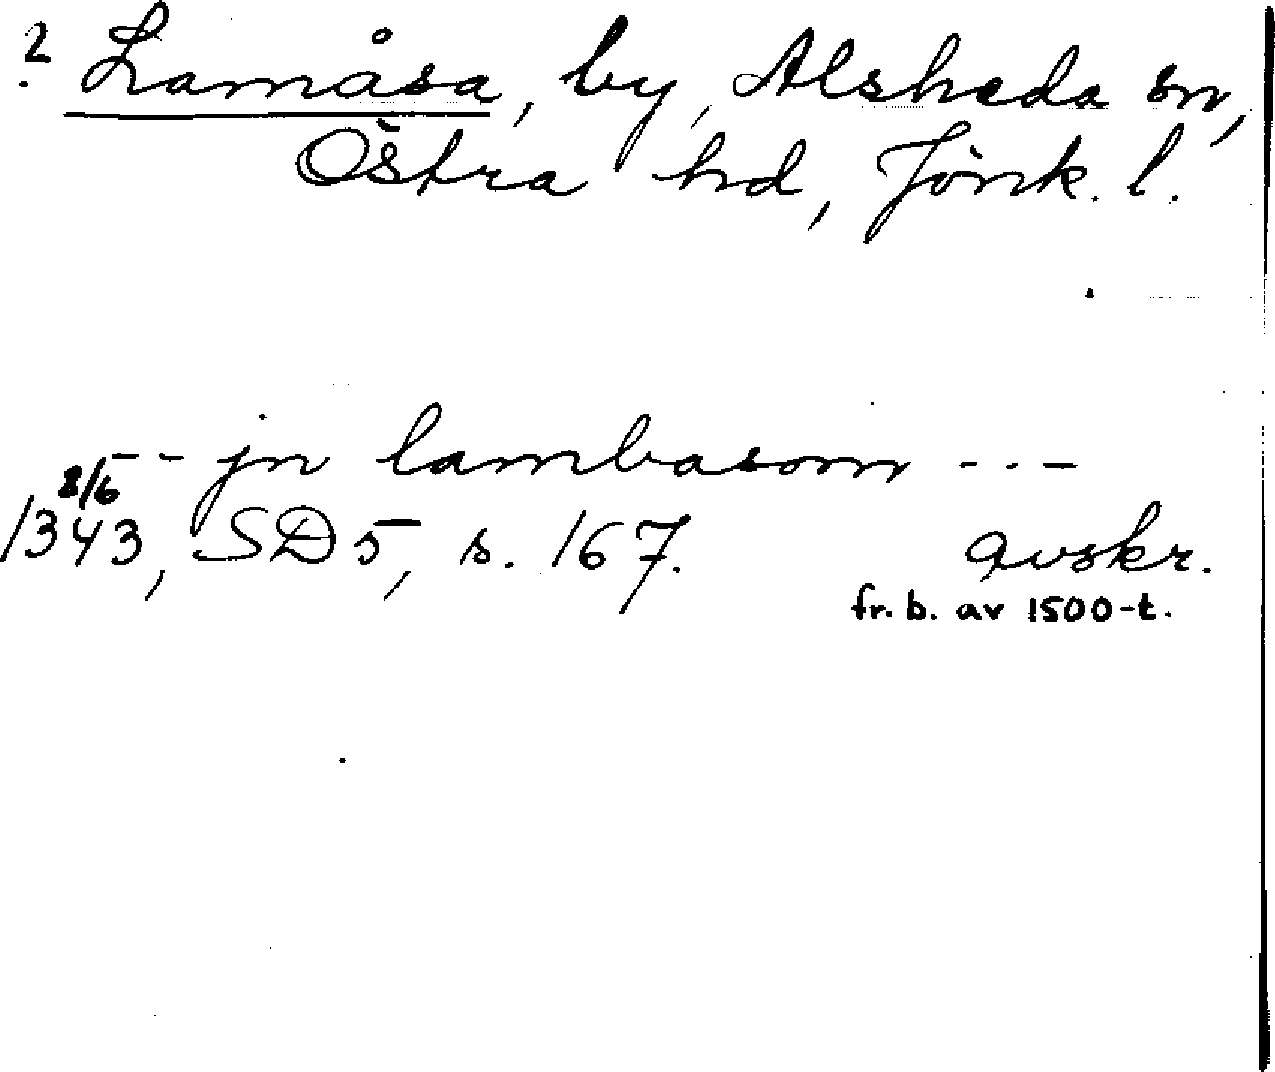 ? Lamåsa, by, Alsheda sn,
Östra hd, Jönk. l.
- - jn lambasom - - -
8/6
1343, SD 5, s. 167. avskr.
fr. b. av 1500-t.